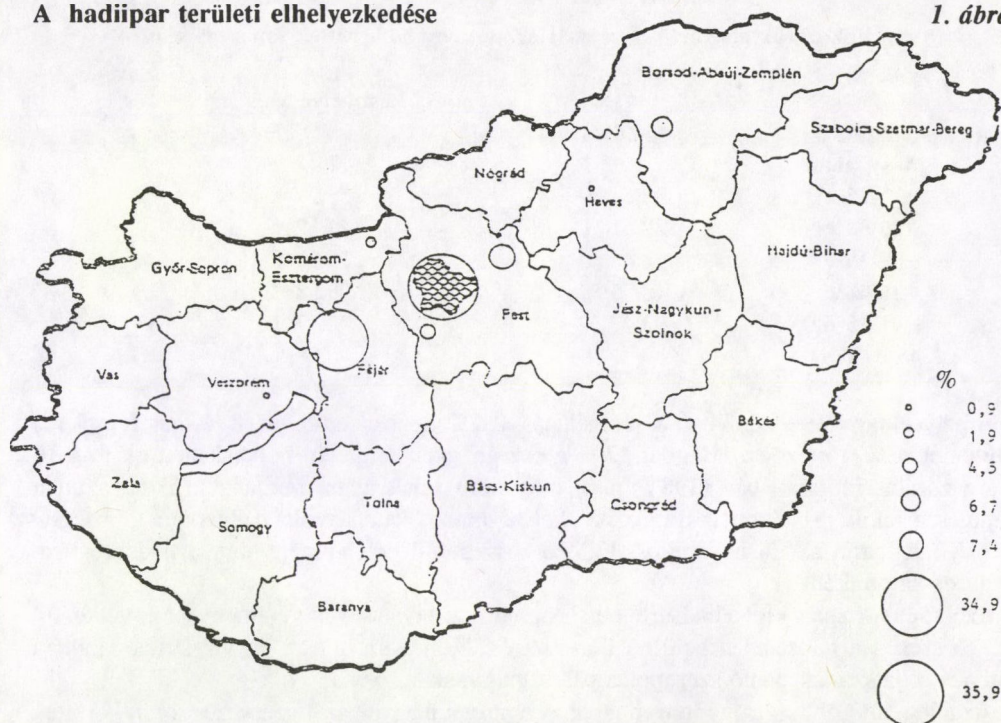 A hadiipar területi elhelyezkedése
1. ábra
Borsod-Abaúj-Zemplén
Szabolcs-Szatmár-Bereg
Nógrád
Heves
Hajdú-Bihar
Győr-Sopron
Komárom-
Esztergom
Pest
Jász-Nagykun-
Szolnok
Vas
Veszprém
Fejér
Békés
Zala
Somogy
Tolna
Bács-Kiskun
Csongrád
Baranya
%
0,9
1,9
4,3
6,7
7,4
34,9
35,9